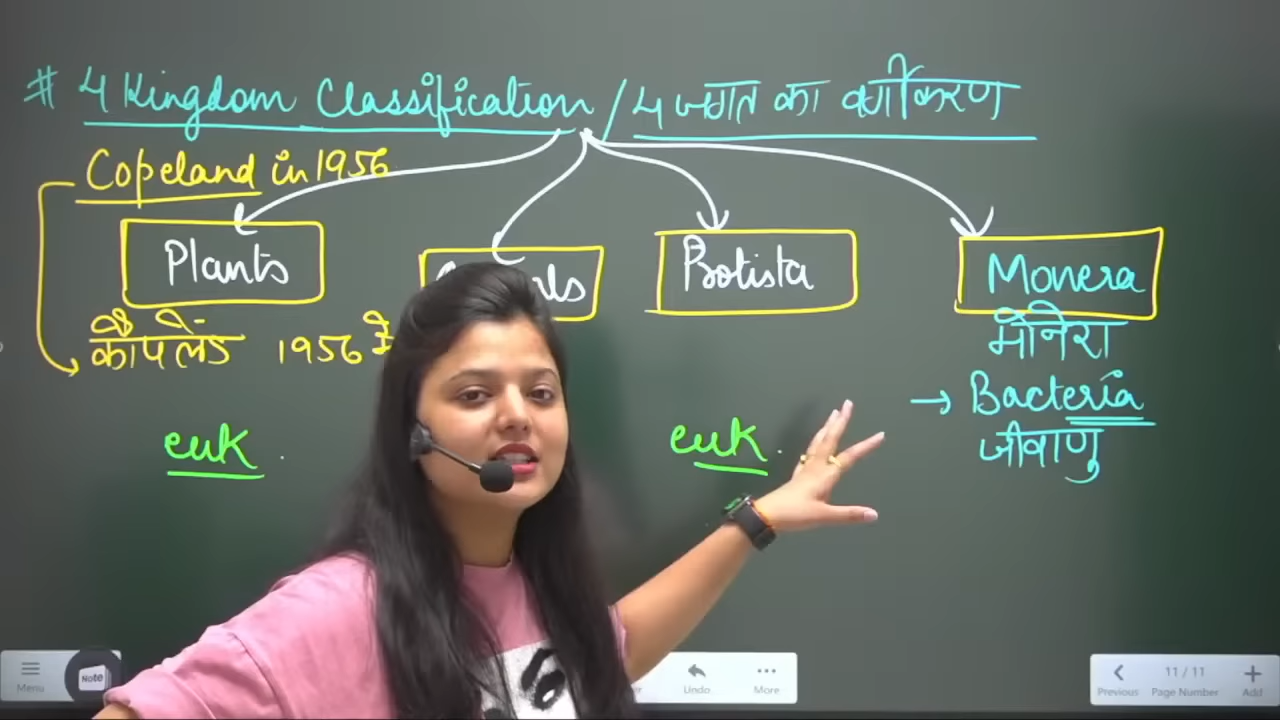 # 4 Kingdom Classification / 4 जगत का वर्गीकरण
Copeland in 1956
Plants
Protista
Monera
कौपलैंड 1956 में
मोनेरा
→ Bacteria
जीवाणु
euk.
euk.
Menu
Note
Undo
More
Previous
11 / 11
Page Number
Add